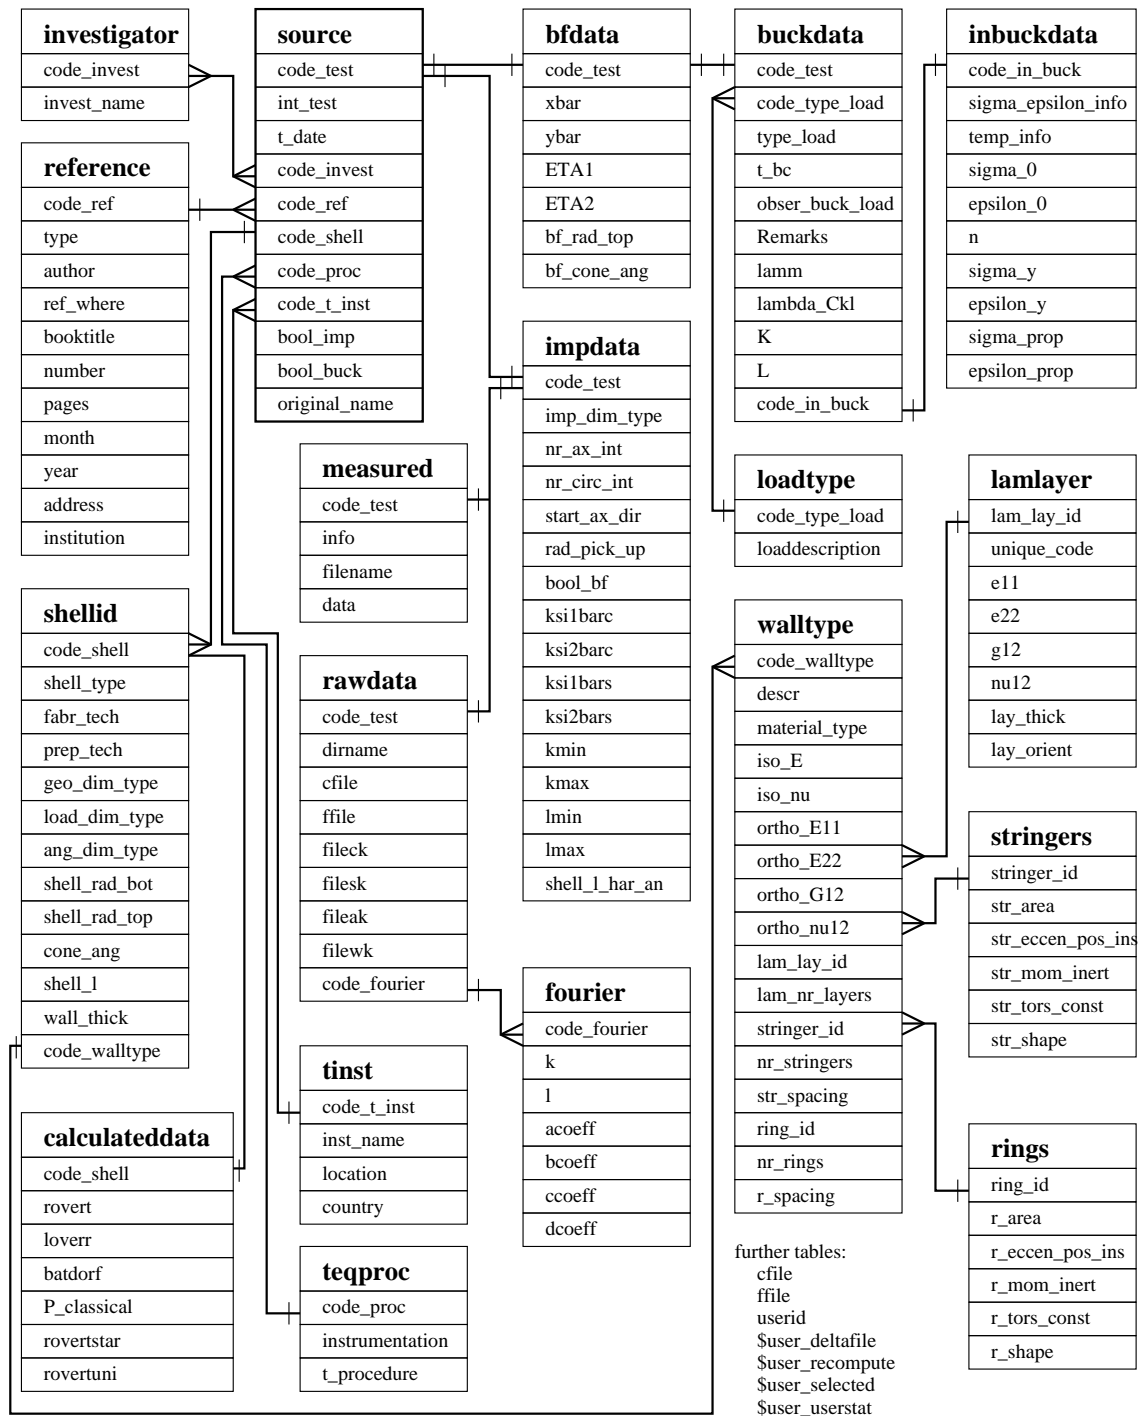 investigator
code_invest
invest_name
reference
code_ref
type
author
ref_where
booktitle
number
pages
month
year
address
institution
shellid
code_shell
shell_type
fabr_tech
prep_tech
geo_dim_type
load_dim_type
ang_dim_type
shell_rad_bot
shell_rad_top
cone_ang
shell_l
wall_thick
code_walltype
calculateddata
code_shell
rovert
loverr
batdorf
P_classical
rovertstar
rovertuni
source
code_test
int_test
t_date
code_invest
code_ref
code_shell
code_proc
code_t_inst
bool_imp
bool_buck
original_name
measured
code_test
info
filename
data
rawdata
code_test
dirname
cfile
ffile
fileck
filesk
fileak
filewk
code_fourier
tinst
code_t_inst
inst_name
location
country
teqproc
code_proc
instrumentation
t_procedure
bfdata
code_test
xbar
ybar
ETA1
ETA2
bf_rad_top
bf_cone_ang
impdata
code_test
imp_dim_type
nr_ax_int
nr_circ_int
start_ax_dir
rad_pick_up
bool_bf
ksi1barc
ksi2barc
ksi1bars
ksi2bars
kmin
kmax
lmin
lmax
shell_l_har_an
fourier
code_fourier
k
l
acoeff
bcoeff
ccoeff
dcoeff
buckdata
code_test
code_type_load
type_load
t_bc
obser_buck_load
Remarks
lamm
lambda_Ckl
K
L
code_in_buck
loadtype
code_type_load
loaddescription
walltype
code_walltype
descr
material_type
iso_E
iso_nu
ortho_E11
ortho_E22
ortho_G12
ortho_nu12
lam_lay_id
lam_nr_layers
stringer_id
nr_stringers
str_spacing
ring_id
nr_rings
r_spacing
further tables:
cfile
ffile
userid
$user_deltafile
$user_recompute
$user_selected
$user_userstat
inbuckdata
code_in_buck
sigma_epsilon_info
temp_info
sigma_0
epsilon_0
n
sigma_y
epsilon_y
sigma_prop
epsilon_prop
lamlayer
lam_lay_id
unique_code
e11
e22
g12
nu12
lay_thick
lay_orient
stringers
stringer_id
str_area
str_eccen_pos_ins
str_mom_inert
str_tors_const
str_shape
rings
ring_id
r_area
r_eccen_pos_ins
r_mom_inert
r_tors_const
r_shape